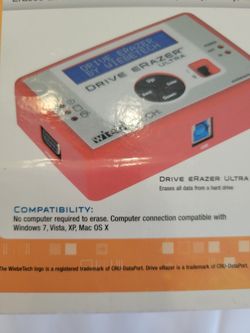 DRIVE ERAZER
BY WIEBETECH
DRIVE ERAZER
ULTRA
DRIVE ERAZER ULTRA
Erases all data from a hard drive
COMPATIBILITY:
No computer required to erase. Computer connection compatible with
Windows 7, Vista, XP, Mac OS X
The WiebeTech logo is a registered trademark of CRU-DataPort. Drive eRazer is a trademark of CRU-DataPort.